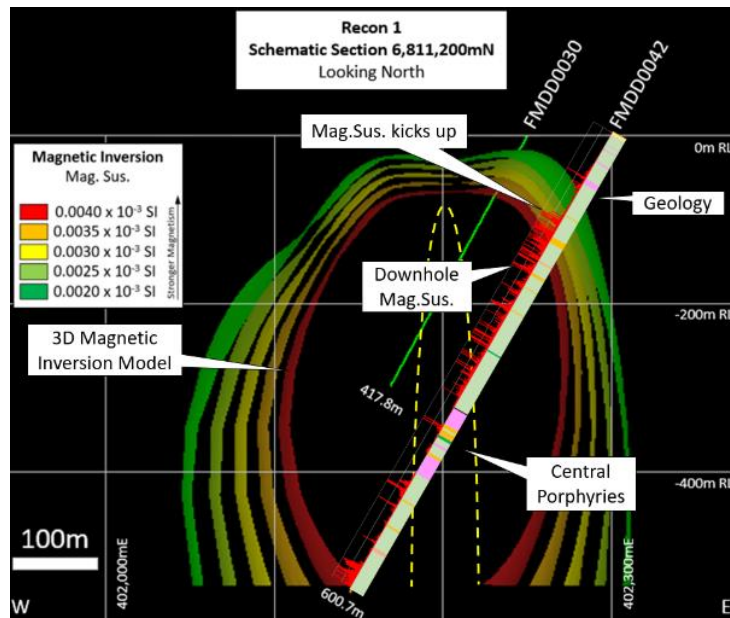 Recon 1
Schematic Section 6,811,200mN
Looking North
FMDD0030
FMDD0042
Mag.Sus. kicks up
0m RL
Magnetic Inversion
Mag. Sus.
0.0040 x 10-3 SI
0.0035 x 10-3 SI
0.0030 x 10-3 SI
0.0025 x 10-3 SI
0.0020 x 10-3 SI
Stronger Magnetism
Geology
Downhole
Mag.Sus.
-200m RL
3D Magnetic
Inversion Model
417.8m
Central
Porphyries
-400m RL
100m
402,000mE
402,300mE
600.7m
W
E